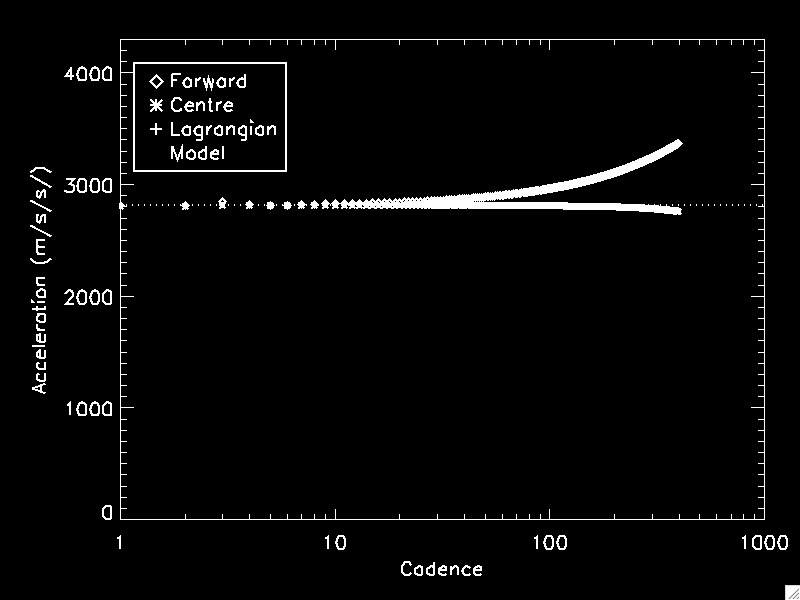 4000
3000
2000
1000
0
Acceleration (m/s/s/)
Forward
Centre
Lagrangian
Model
1 10 100 1000
Cadence